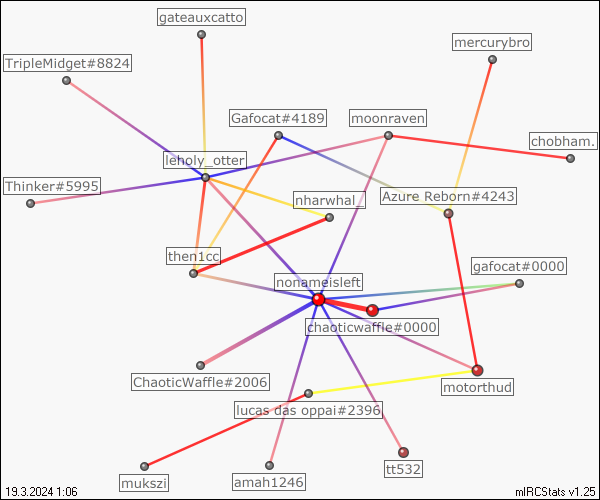 gateauxcatto
mercurybro
TripleMidget#8824
Gafocat#4189
moonraven
chobham.
leholy_otter
Thinker#5995
nharwhal_
Azure Reborn#4243
then1cc
gafocat#0000
nonameisleft
chaoticwaffle#0000
ChaoticWaffle#2006
motorthud
lucas das oppai#2396
tt532
mukszi
amah1246
19.3.2024 1:06
mIRCStats v1.25